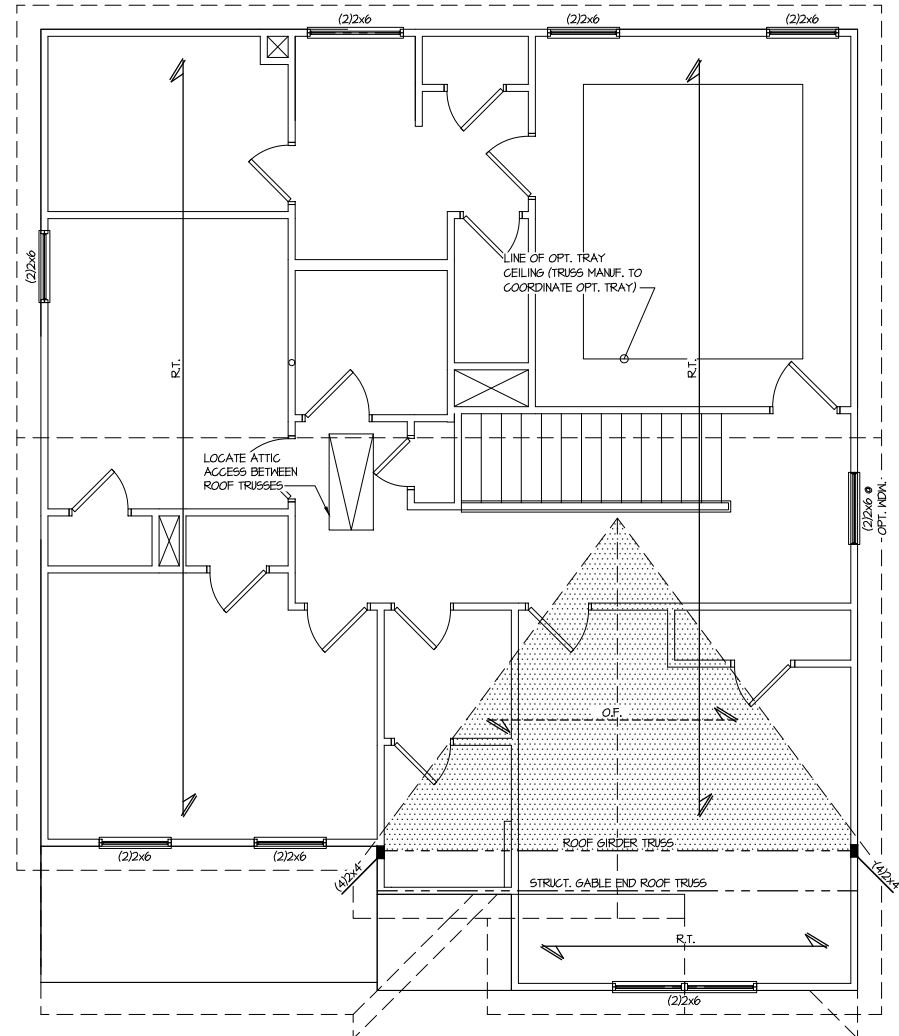 (2)2x6
(2)2x6
(2)2x6
(2)2x6
LINE OF OPT. TRAY
CEILING (TRUSS MANUF. TO
COORDINATE OPT. TRAY)
R.T.
R.T.
LOCATE ATTIC
ACCESS BETWEEN
ROOF TRUSSES
(2)2x6 @
OPT. WDW.
O.F.
ROOF GIRDER TRUSS
(2)2x6
(2)2x6
(4)2x4
(4)2x4
STRUCT. GABLE END ROOF TRUSS
R.T.
(2)2x6